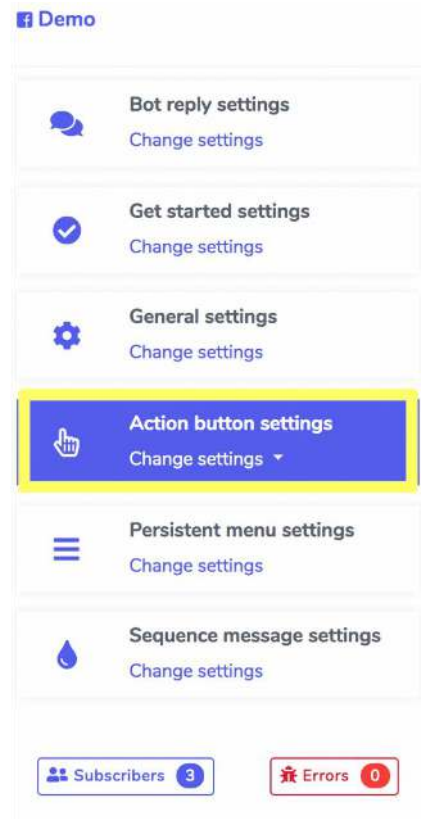 Demo
Bot reply settings
Change settings
Get started settings
Change settings
General settings
Change settings
Action button settings
Change settings
Persistent menu settings
Change settings
Sequence message settings
Change settings
Subscribers 3
Errors 0